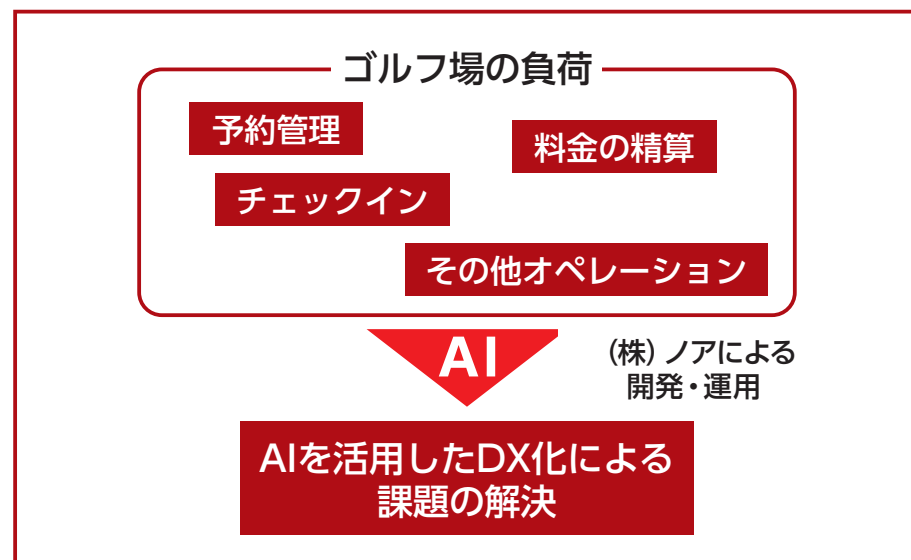 ゴルフ場の負荷
予約管理
料金の精算
チェックイン
その他オペレーション
AI
(株)ノアによる
開発・運用
AIを活用したDX化による
課題の解決